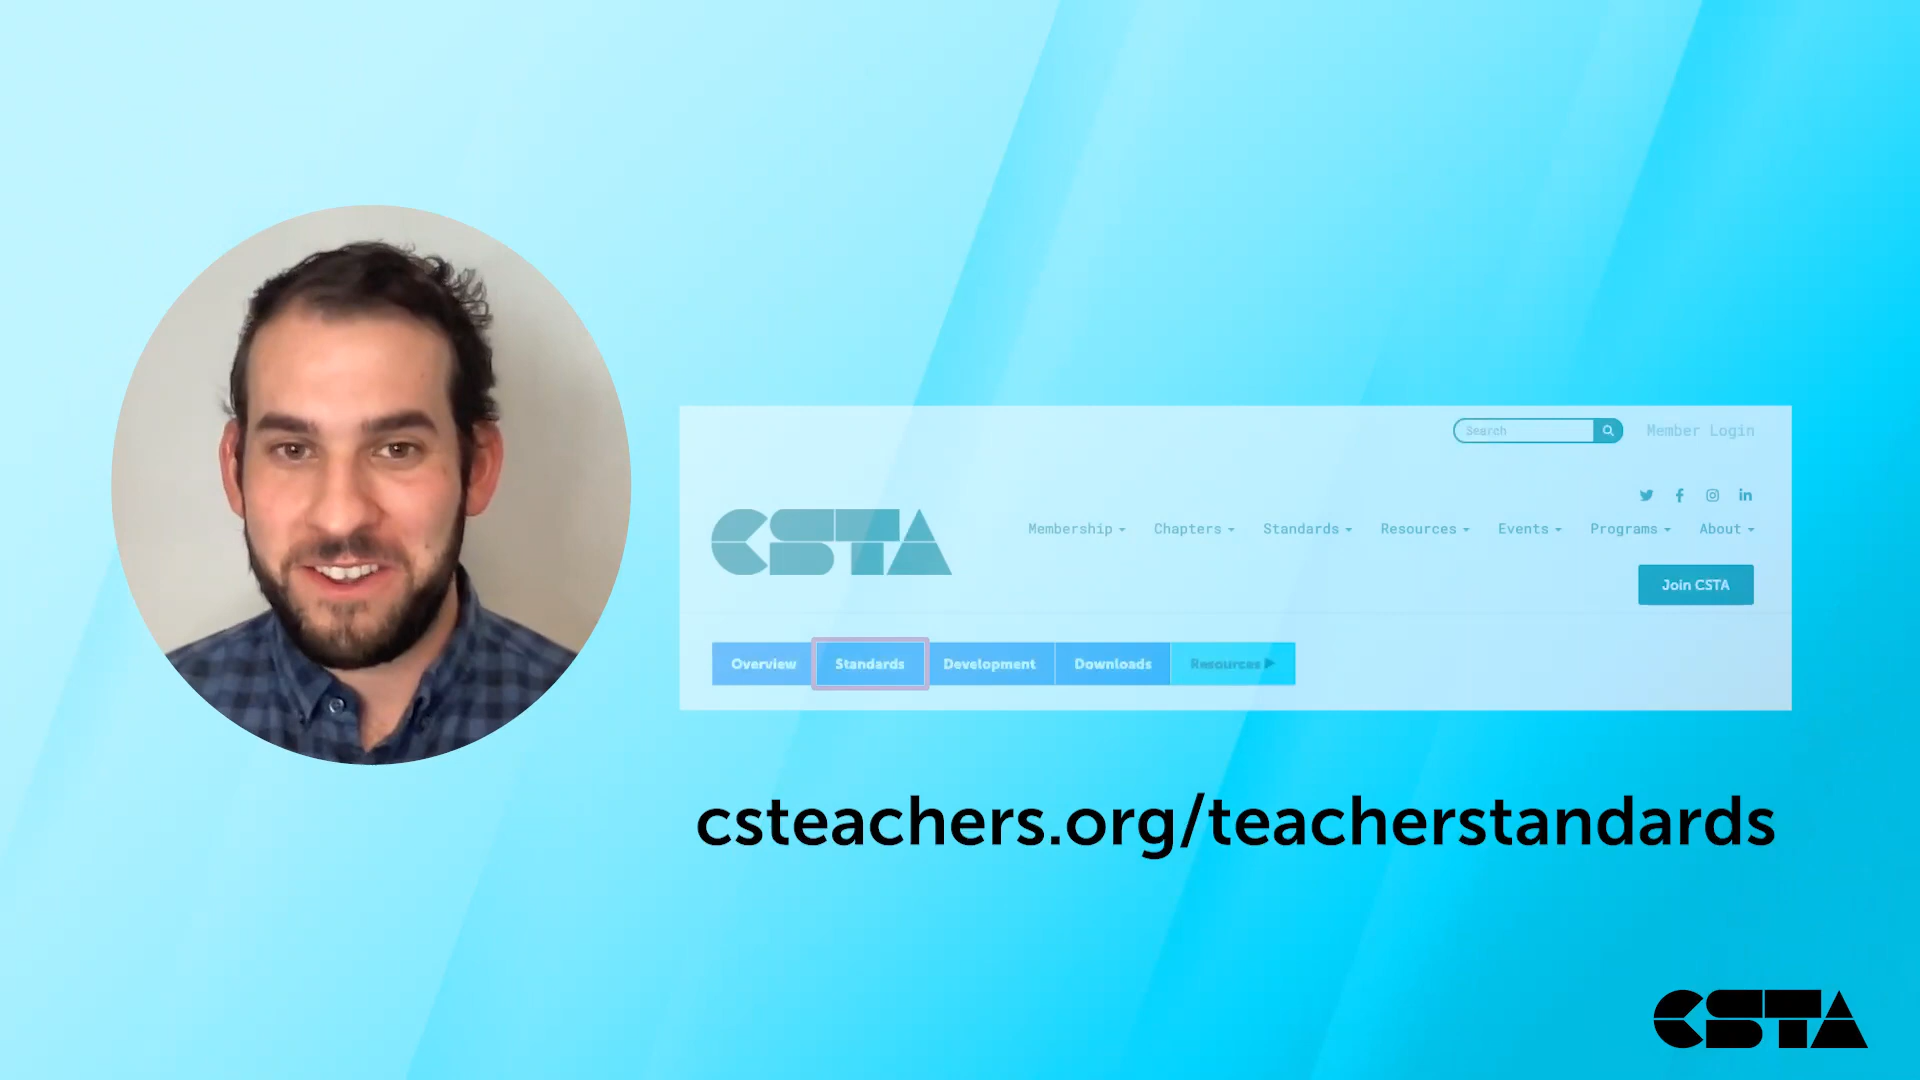 Search
Member Login
CSTA
Membership Chapters Standards Resources Events Programs About
Join CSTA
Overview Standards Development Downloads Resources
csteachers.org/teacherstandards
CSTA